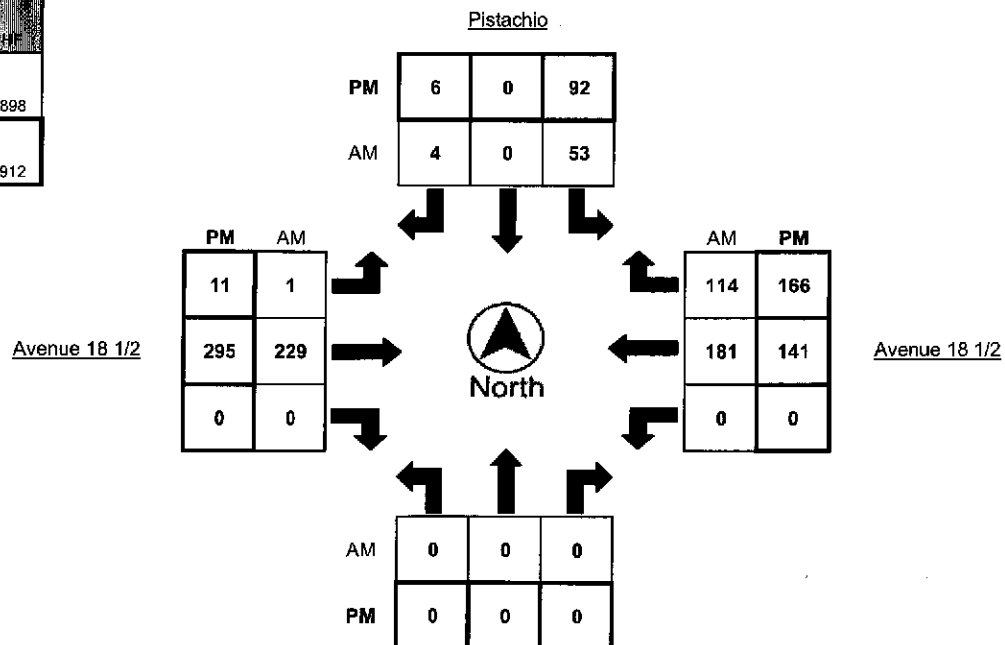 Pistachio
PM 6 0 92
898
AM 4 0 53
912
PM AM
AM PM
11 1
114 166
Avenue 18 1/2 295 229
North
181 141 Avenue 18 1/2
0 0
0 0
AM 0 0 0
PM 0 0 0